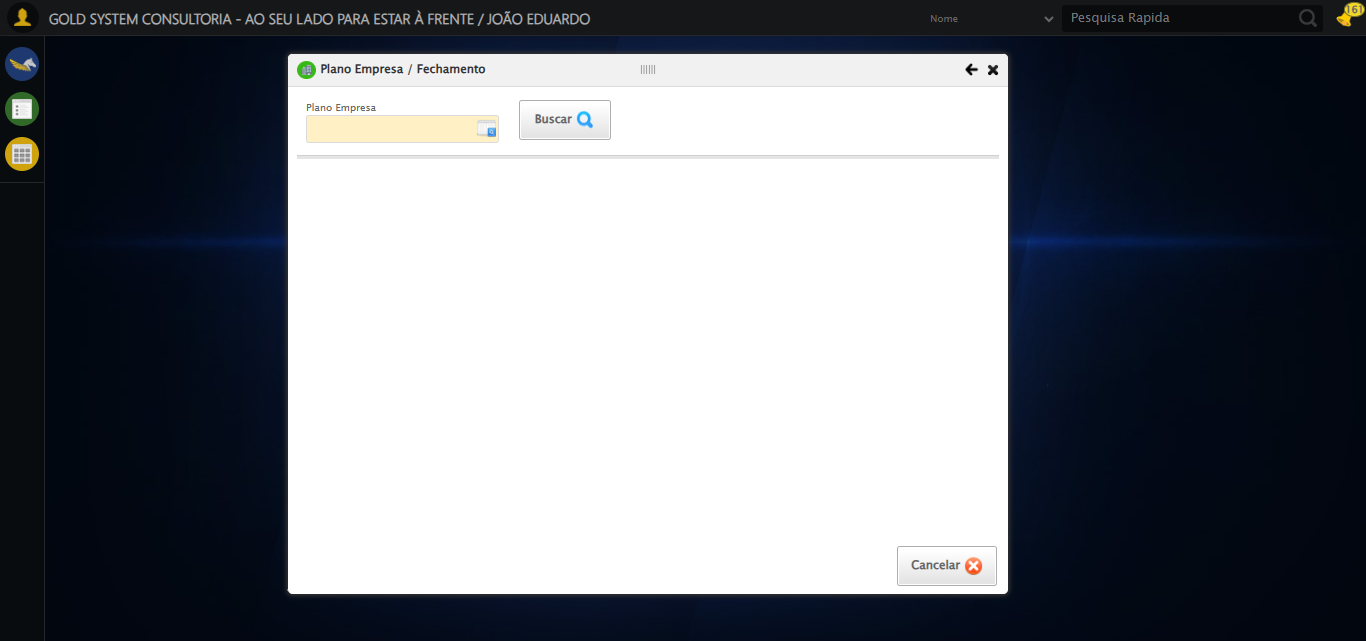 GOLD SYSTEM CONSULTORIA - AO SEU LADO PARA ESTAR À FRENTE / JOÃO EDUARDO
Nome
Pesquisa Rapida
161
Plano Empresa / Fechamento
Plano Empresa
Buscar
Cancelar